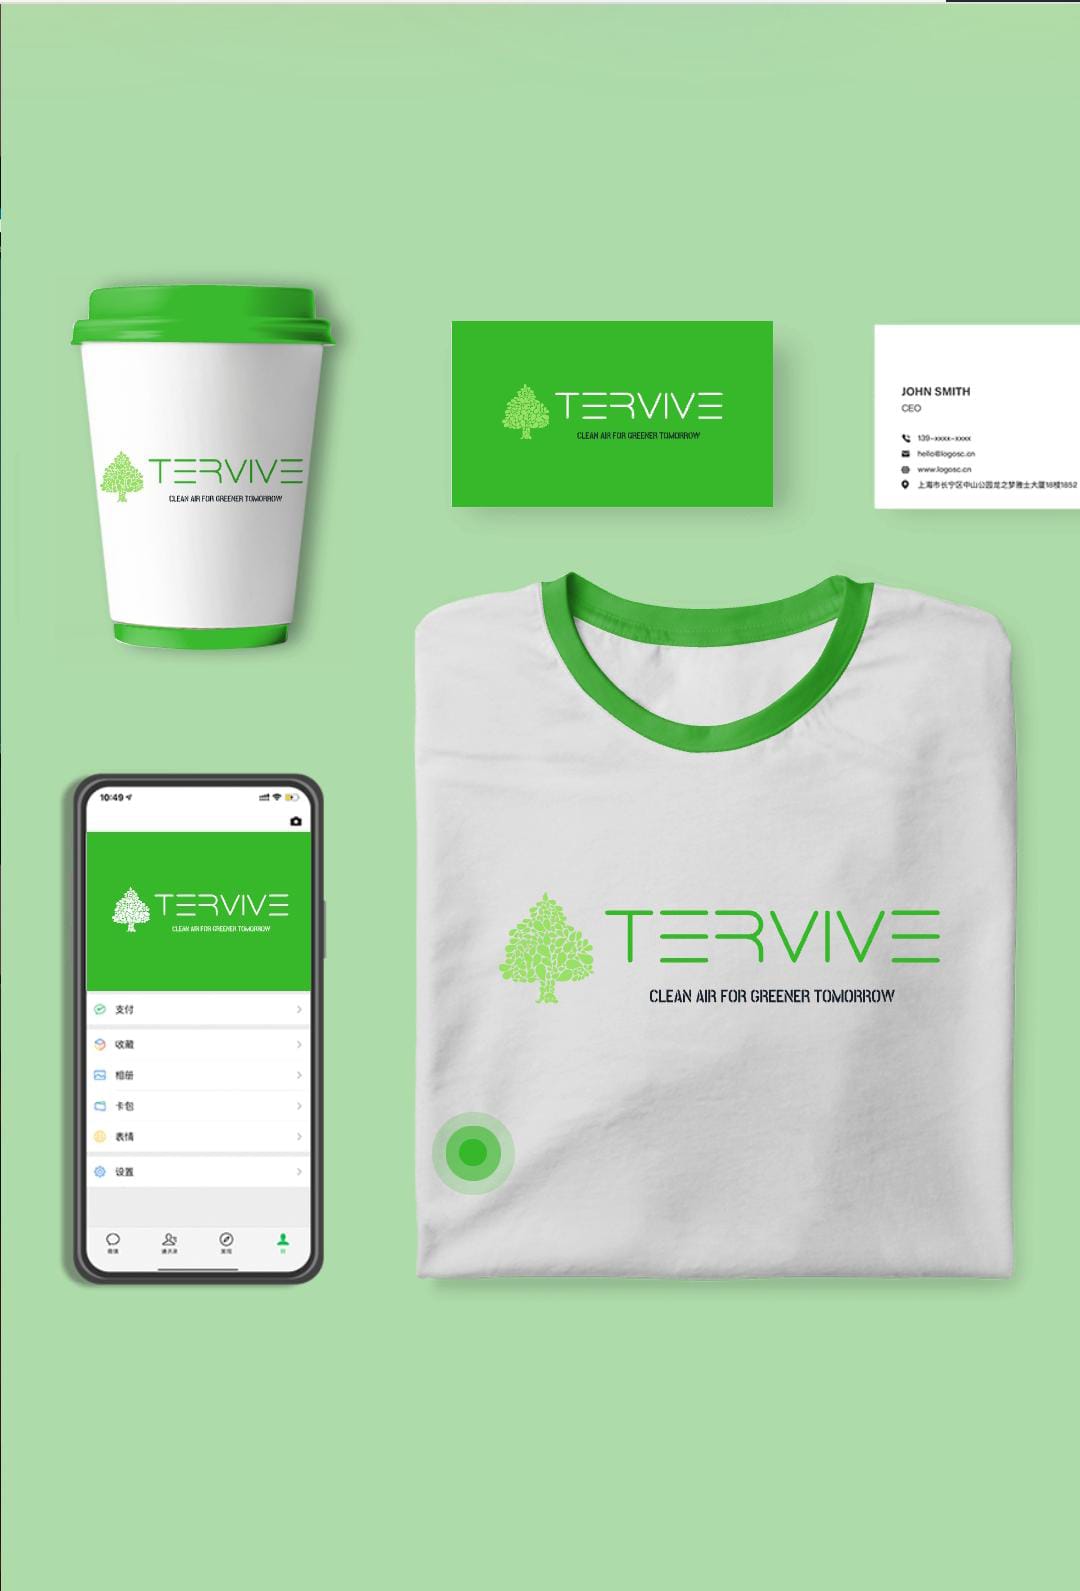 TERVIVE
CLEAN AIR FOR GREENER TOMORROW
TERVIVE
CLEAN AIR FOR GREENER TOMORROW
JOHN SMITH
CEO
139-xxxx-xxxx
hello@logosc.cn
www.logosc.cn
上海市长宁区中山公园龙之梦雅士大厦18楼1852
10:49
TERVIVE
CLEAN AIR FOR GREENER TOMORROW
支付
收藏
相册
卡包
表情
设置
微信
通讯录
发现
我
TERVIVE
CLEAN AIR FOR GREENER TOMORROW